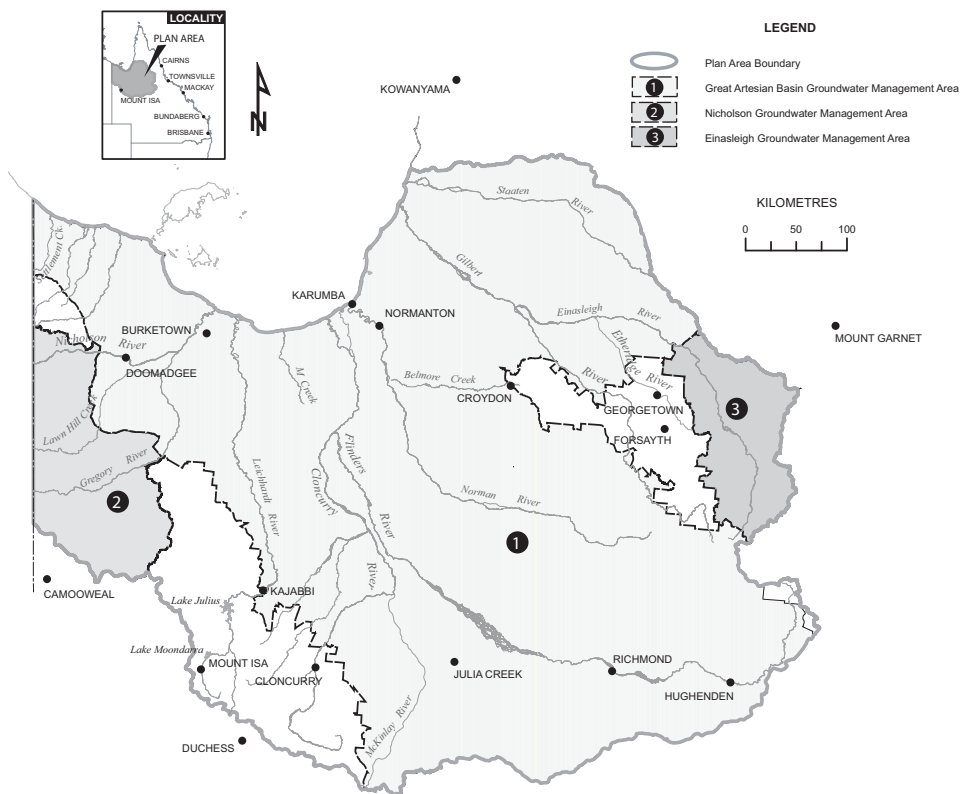 LOCALITY
PLAN AREA
CAIRNS
TOWNSVILLE
MACKAY
MOUNT ISA
BUNDABERG
BRISBANE
N
LEGEND
Plan Area Boundary
1 Great Artesian Basin Groundwater Management Area
2 Nicholson Groundwater Management Area
3 Einasleigh Groundwater Management Area
KILOMETRES
0 50 100
KOWANYAMA
Staaten River
Settlement Ck.
Gilbert River
KARUMBA
NORMANTON
Einasleigh River
BURKETOWN
MOUNT GARNET
Nicholson River
DOOMADGEE
Etheridge River
M Creek
Belmore Creek
CROYDON
GEORGETOWN
3
FORSAYTH
Lawn Hill Creek
Gregory River
Leichhardt River
Cloncurry River
Flinders River
Norman River
2
1
CAMOOWEAL
Lake Julius
KAJABBI
Lake Moondarra
MOUNT ISA
CLONCURRY
JULIA CREEK
RICHMOND
HUGHENDEN
McKinlay River
DUCHESS